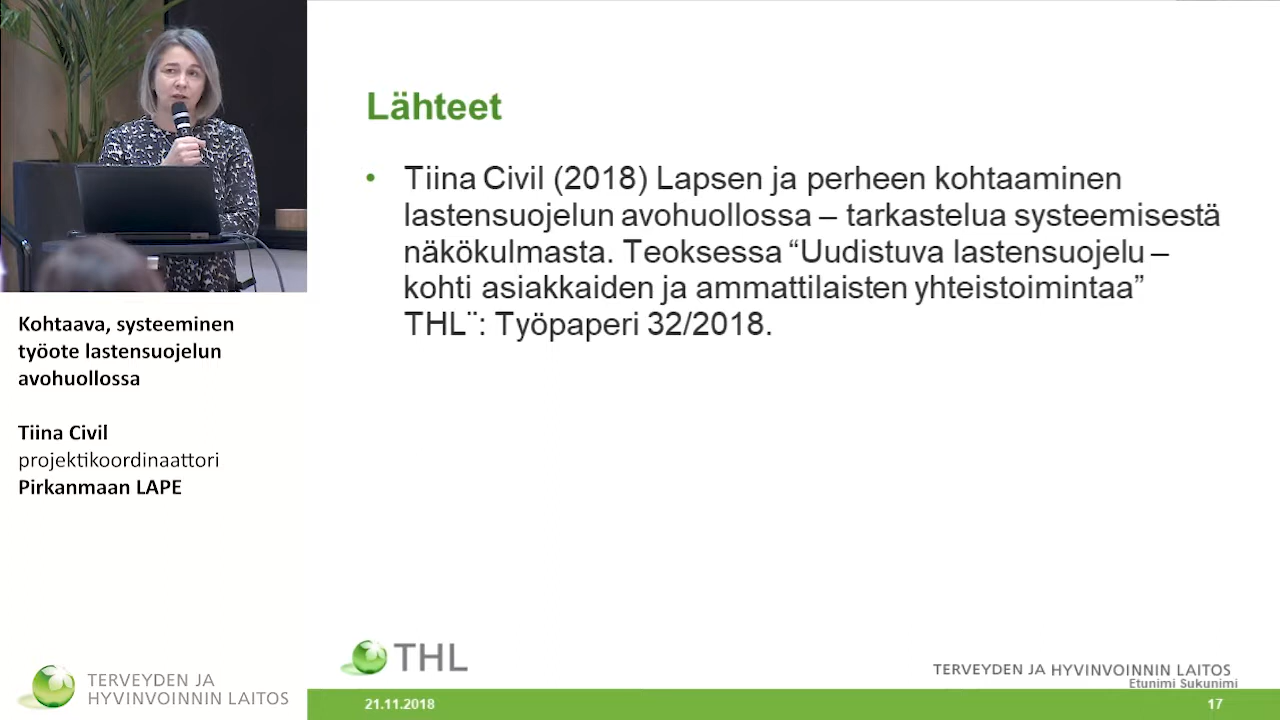 Lähteet
• Tiina Civil (2018) Lapsen ja perheen kohtaaminen
lastensuojelun avohuollossa – tarkastelua systeemisestä
näkökulmasta. Teoksessa “Uudistuva lastensuojelu –
kohti asiakkaiden ja ammattilaisten yhteistoimintaa”
THL¨: Työpaperi 32/2018.
Kohtaava, systeeminen
työote lastensuojelun
avohuollossa
Tiina Civil
projektikoordinaattori
Pirkanmaan LAPE
TERVEYDEN JA
HYVINVOINNIN LAITOS
THL
TERVEYDEN JA HYVINVOINNIN LAITOS
Etunimi Sukunimi
21.11.2018
17